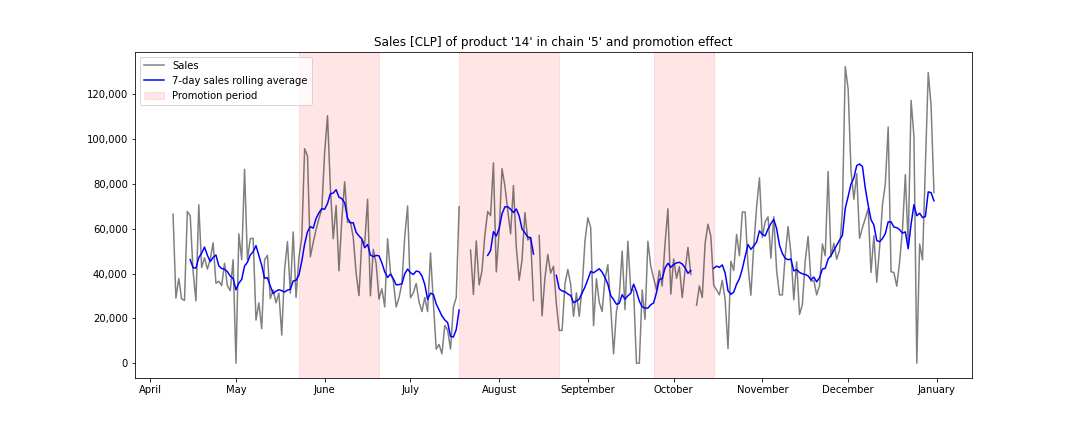 Sales [CLP] of product '14' in chain '5' and promotion effect
Sales
7-day sales rolling average
Promotion period
120,000
100,000
80,000
60,000
40,000
20,000
0
April May June July August September October November December January